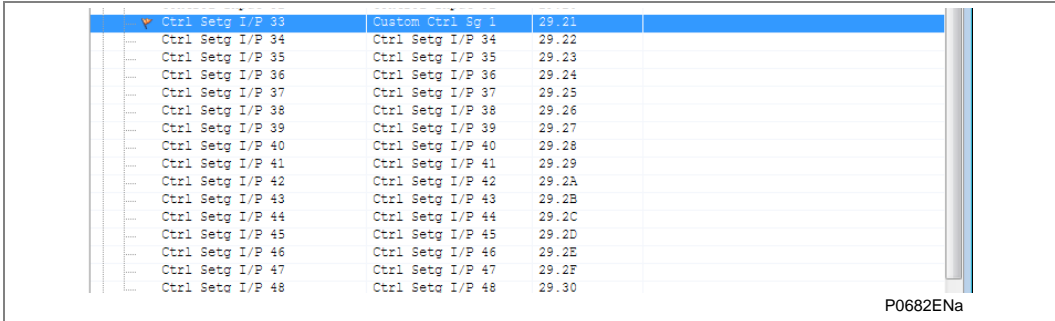 Ctrl Setg I/P 33 Custom Ctrl Sg 1 29.21
Ctrl Setg I/P 34 Ctrl Setg I/P 34 29.22
Ctrl Setg I/P 35 Ctrl Setg I/P 35 29.23
Ctrl Setg I/P 36 Ctrl Setg I/P 36 29.24
Ctrl Setg I/P 37 Ctrl Setg I/P 37 29.25
Ctrl Setg I/P 38 Ctrl Setg I/P 38 29.26
Ctrl Setg I/P 39 Ctrl Setg I/P 39 29.27
Ctrl Setg I/P 40 Ctrl Setg I/P 40 29.28
Ctrl Setg I/P 41 Ctrl Setg I/P 41 29.29
Ctrl Setg I/P 42 Ctrl Setg I/P 42 29.2A
Ctrl Setg I/P 43 Ctrl Setg I/P 43 29.2B
Ctrl Setg I/P 44 Ctrl Setg I/P 44 29.2C
Ctrl Setg I/P 45 Ctrl Setg I/P 45 29.2D
Ctrl Setg I/P 46 Ctrl Setg I/P 46 29.2E
Ctrl Setg I/P 47 Ctrl Setg I/P 47 29.2F
Ctrl Setg I/P 48 Ctrl Setg I/P 48 29.30
P0682ENa